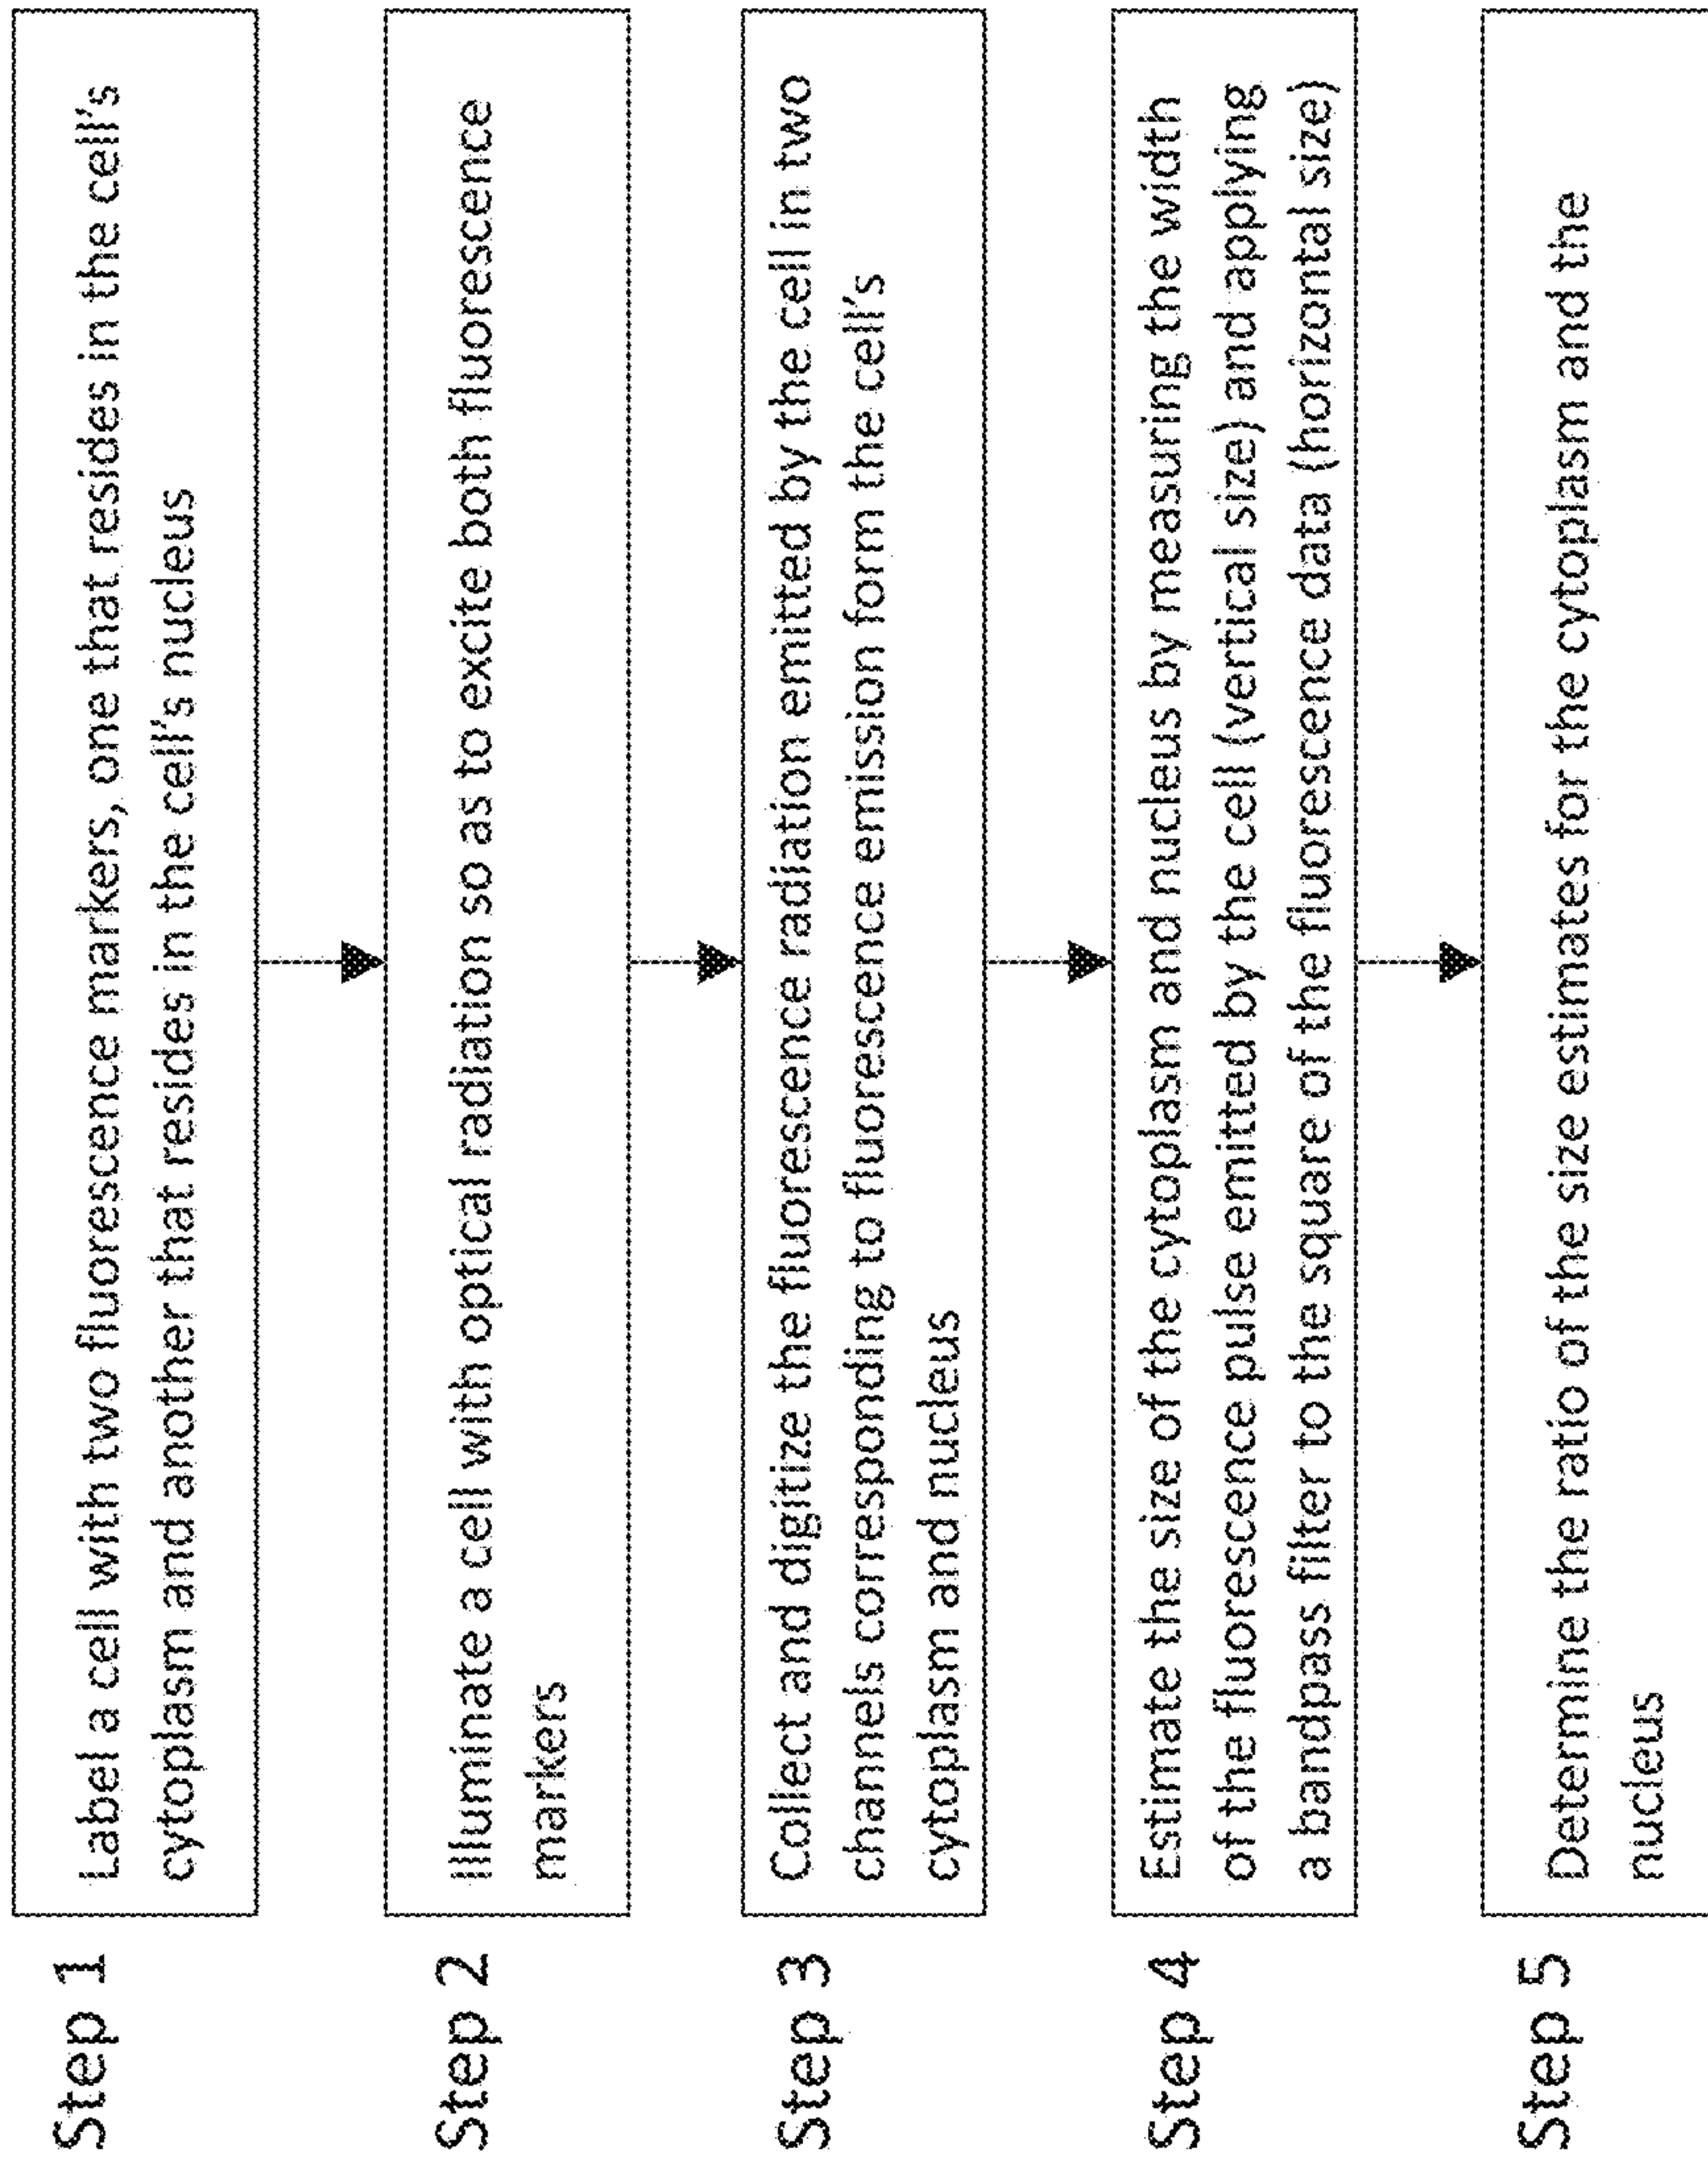 Step 1
Label a cell with two fluorescence markers, one that resides in the cell's
cytoplasm and another that resides in the cell's nucleus
Step 2
Illuminate a cell with optical radiation so as to excite both fluorescence
markers
Step 3
Collect and digitize the fluorescence radiation emitted by the cell in two
channels corresponding to fluorescence emission form the cell's
cytoplasm and nucleus
Step 4
Estimate the size of the cytoplasm and nucleus by measuring the width
of the fluorescence pulse emitted by the cell (vertical size) and applying
a bandpass filter to the square of the fluorescence data (horizontal size)
Step 5
Determine the ratio of the size estimates for the cytoplasm and the
nucleus